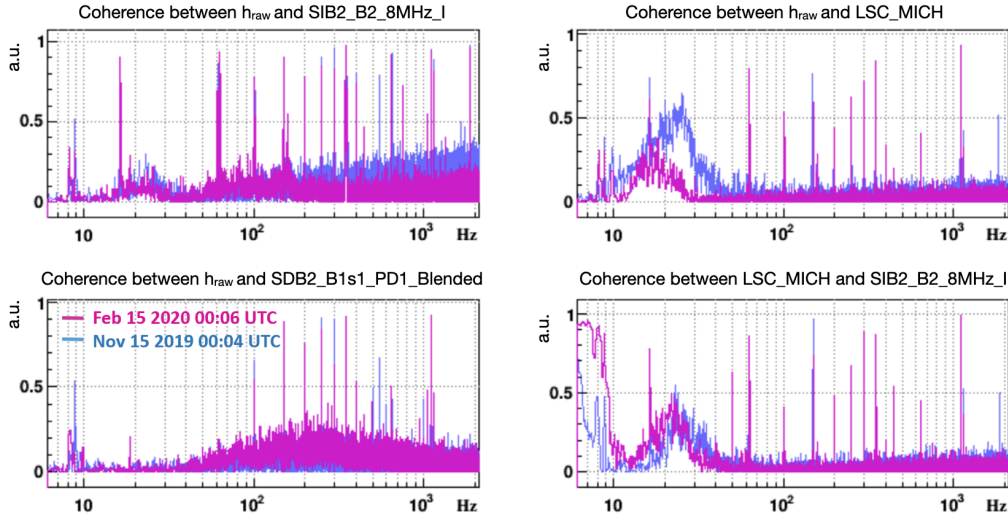 Coherence between hraw and SIB2_B2_8MHz_I
a.u.
1
0.5
0
10
10²
10³
Hz
Coherence between hraw and LSC_MICH
a.u.
1
0.5
0
10
10²
10³
Hz
Coherence between hraw and SDB2_B1s1_PD1_Blended
a.u.
1
Feb 15 2020 00:06 UTC
Nov 15 2019 00:04 UTC
0.5
0
10
10²
10³
Hz
Coherence between LSC_MICH and SIB2_B2_8MHz_I
a.u.
1
0.5
0
10
10²
10³
Hz